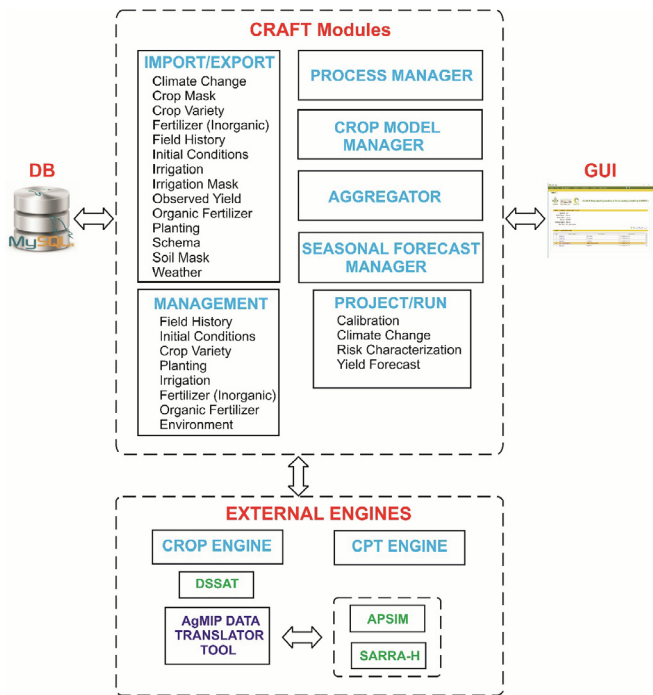 CRAFT Modules
IMPORT/EXPORT
Climate Change
Crop Mask
Crop Variety
Fertilizer (Inorganic)
Field History
Initial Conditions
Irrigation
Irrigation Mask
Observed Yield
Organic Fertilizer
Planting
Schema
Soil Mask
Weather
PROCESS MANAGER
CROP MODEL
MANAGER
AGGREGATOR
SEASONAL FORECAST
MANAGER
DB
MySQL
GUI
MANAGEMENT
Field History
Initial Conditions
Crop Variety
Planting
Irrigation
Fertilizer (Inorganic)
Organic Fertilizer
Environment
PROJECT/RUN
Calibration
Climate Change
Risk Characterization
Yield Forecast
EXTERNAL ENGINES
CROP ENGINE
CPT ENGINE
DSSAT
AgMIP DATA
TRANSLATOR
TOOL
APSIM
SARRA-H